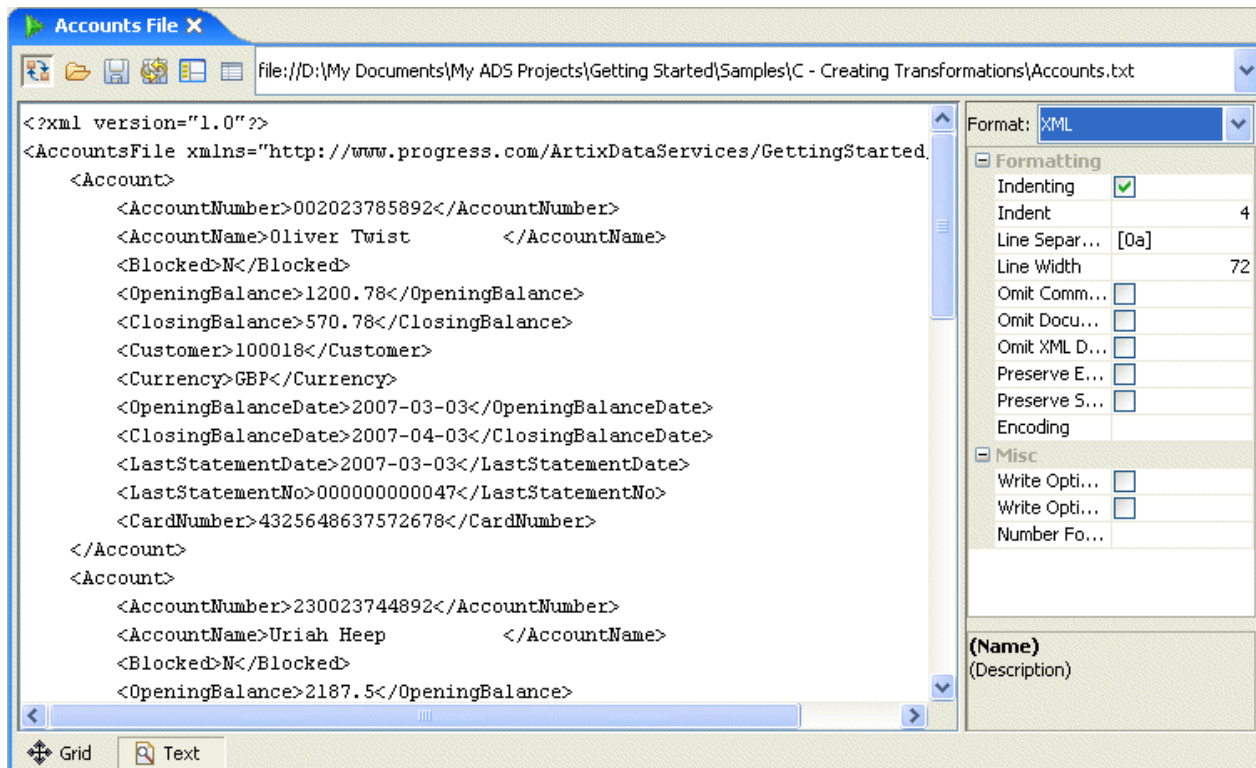 Accounts File
file://D:\My Documents\My ADS Projects\Getting Started\Samples\C - Creating Transformations\Accounts.txt
<?xml version="1.0"?>
<AccountsFile xmlns="http://www.progress.com/ArtixDataServices/GettingStarted
    <Account>
        <AccountNumber>002023785892</AccountNumber>
        <AccountName>Oliver Twist        </AccountName>
        <Blocked>N</Blocked>
        <OpeningBalance>1200.78</OpeningBalance>
        <ClosingBalance>570.78</ClosingBalance>
        <Customer>100018</Customer>
        <Currency>GBP</Currency>
        <OpeningBalanceDate>2007-03-03</OpeningBalanceDate>
        <ClosingBalanceDate>2007-04-03</ClosingBalanceDate>
        <LastStatementDate>2007-03-03</LastStatementDate>
        <LastStatementNo>000000000047</LastStatementNo>
        <CardNumber>4325648637572678</CardNumber>
    </Account>
    <Account>
        <AccountNumber>230023744892</AccountNumber>
        <AccountName>Uriah Heep          </AccountName>
        <Blocked>N</Blocked>
        <OpeningBalance>2187.5</OpeningBalance>
Format: XML
Formatting
Indenting
Indent 4
Line Separ... [0a]
Line Width 72
Omit Comm...
Omit Docu...
Omit XML D...
Preserve E...
Preserve S...
Encoding
Misc
Write Opti...
Write Opti...
Number Fo...
(Name)
(Description)
Grid Text